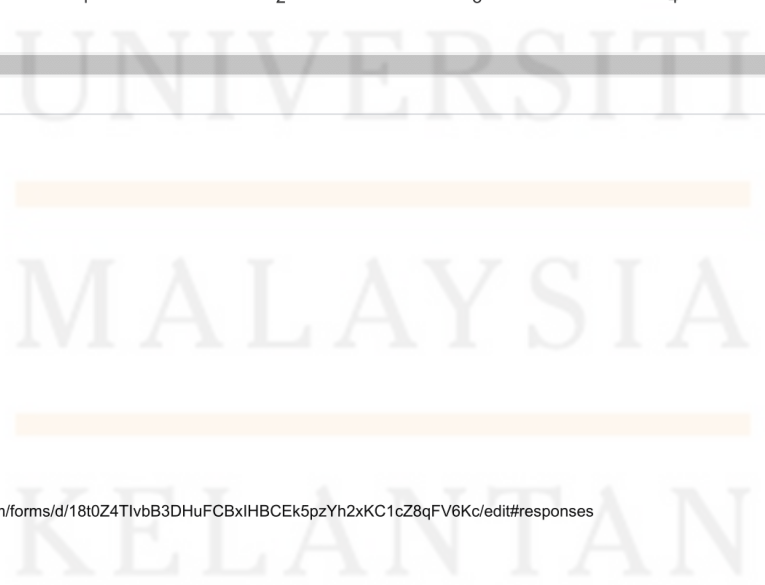 UNIVERSITI
MALAYSIA
m/forms/d/18t0Z4TIvbB3DHuFCBxIHBCEk5pzYh2xKC1cZ8qFV6Kc/edit#responses
KELANTAN